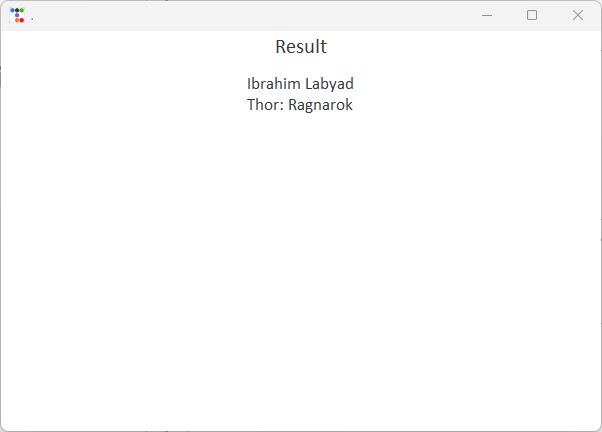 .
Result
Ibrahim Labyad
Thor: Ragnarok